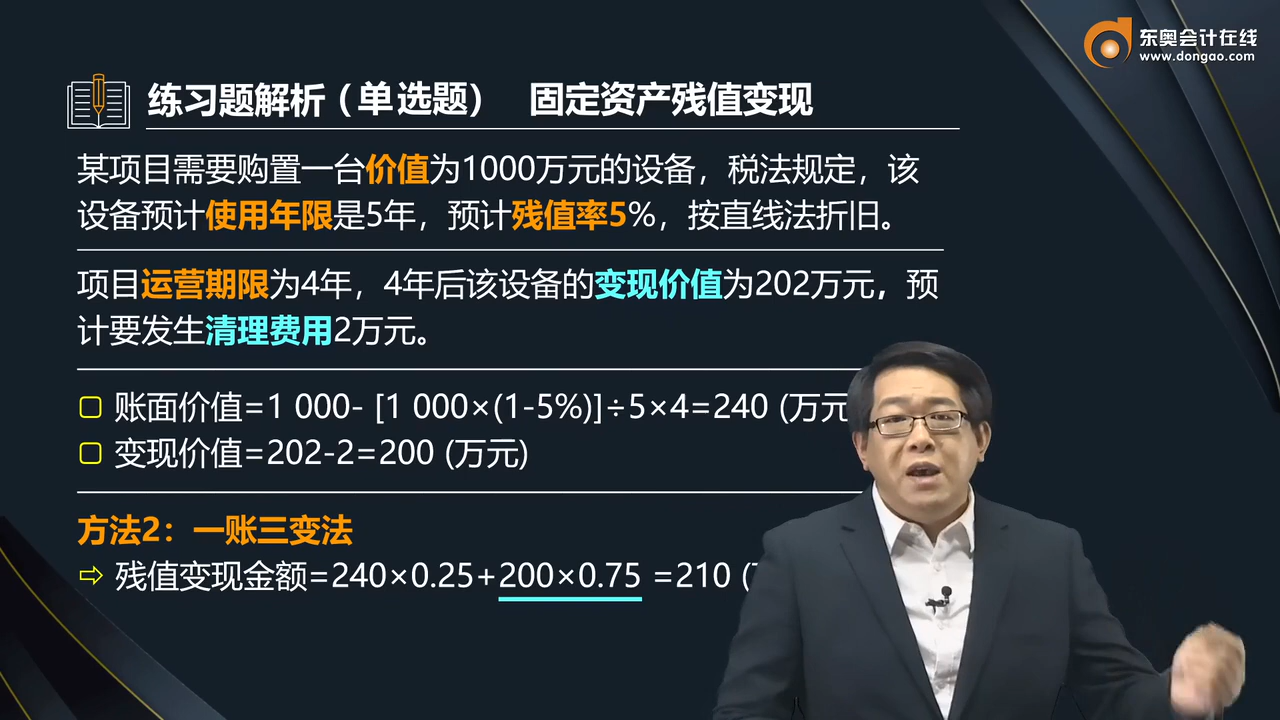 东奥会计在线
www.dongao.com
练习题解析（单选题） 固定资产残值变现
某项目需要购置一台价值为1000万元的设备，税法规定，该
设备预计使用年限是5年，预计残值率5%，按直线法折旧。
项目运营期限为4年，4年后该设备的变现价值为202万元，预
计要发生清理费用2万元。
账面价值=1 000- [1 000×(1-5%)]÷5×4=240 (万元
变现价值=202-2=200 (万元)
方法2：一账三变法
⇨ 残值变现金额=240×0.25+200×0.75 =210 (